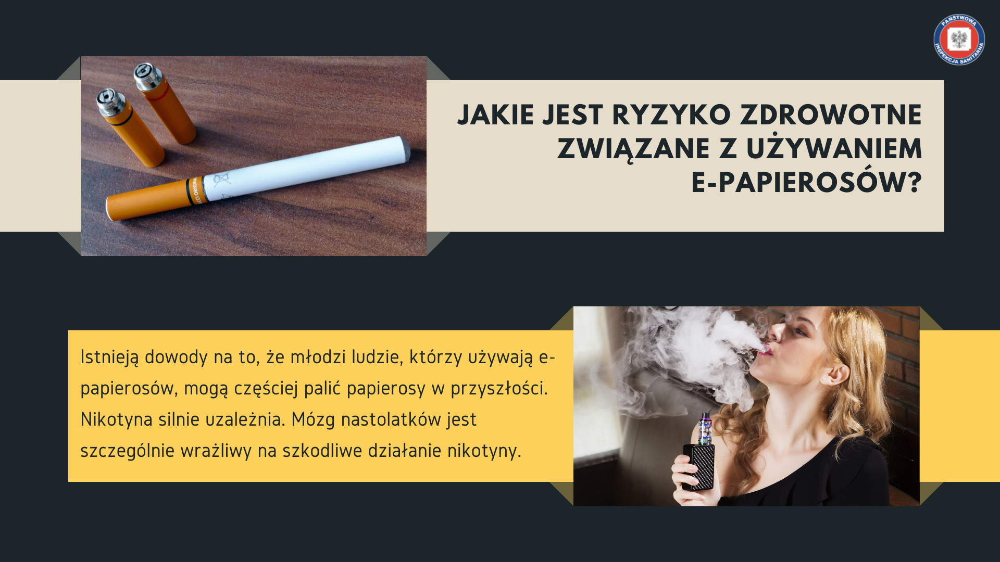 PAŃSTWOWA
INSPEKCJA SANITARNA
JAKIE JEST RYZYKO ZDROWOTNE
ZWIĄZANE Z UŻYWANIEM
E-PAPIEROSÓW?
Istnieją dowody na to, że młodzi ludzie, którzy używają e-
papierosów, mogą częściej palić papierosy w przyszłości.
Nikotyna silnie uzależnia. Mózg nastolatków jest
szczególnie wrażliwy na szkodliwe działanie nikotyny.